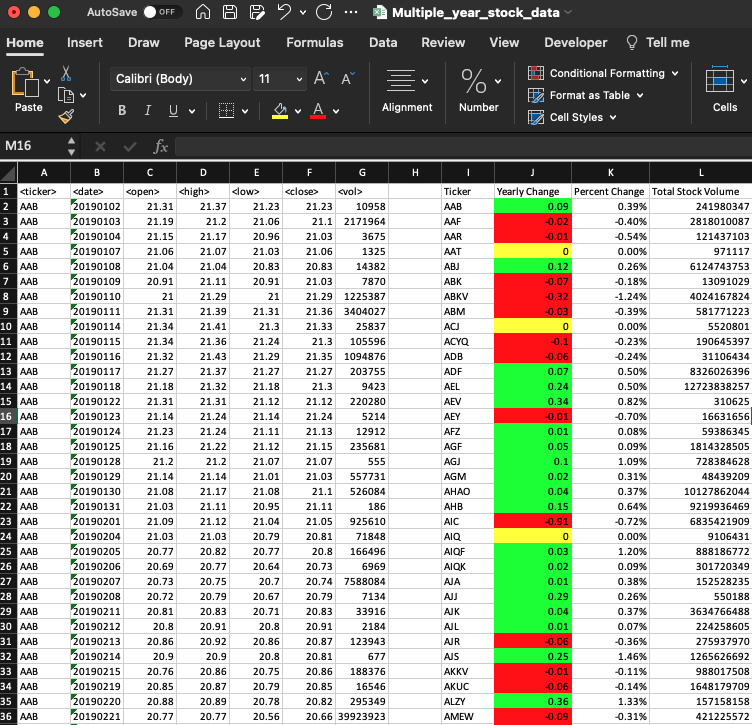 AutoSave OFF Multiple_year_stock_data
Home Insert Draw Page Layout Formulas Data Review View Developer Tell me
Paste Calibri (Body) 11 A^ Aˇ B I U A Alignment % Number Conditional Formatting Format as Table Cell Styles Cells
M16 fx
A B C D E F G H I J K L
1 <ticker> <date> <open> <high> <low> <close> <vol> Ticker Yearly Change Percent Change Total Stock Volume
2 AAB 20190102 21.31 21.37 21.23 21.23 10958 AAB 0.09 0.39% 241980347
3 AAB 20190103 21.19 21.2 21.06 21.1 2171964 AAF -0.02 -0.40% 2818010087
4 AAB 20190104 21.15 21.17 20.96 21.03 3675 AAR -0.01 -0.54% 121437103
5 AAB 20190107 21.06 21.07 21.03 21.06 1325 AAT 0 0.00% 971117
6 AAB 20190108 21.04 21.04 20.83 20.83 14382 ABJ 0.12 0.26% 6124743753
7 AAB 20190109 20.91 21.11 20.91 21.03 7870 ABK -0.07 -0.18% 13091029
8 AAB 20190110 21 21.29 21 21.29 1225387 ABKV -0.32 -1.24% 4024167824
9 AAB 20190111 21.31 21.39 21.31 21.36 3404027 ABM -0.03 -0.39% 581771223
10 AAB 20190114 21.34 21.41 21.3 21.33 25837 ACJ 0 0.00% 5520801
11 AAB 20190115 21.34 21.36 21.24 21.3 105596 ACYQ -0.1 -0.23% 190645397
12 AAB 20190116 21.32 21.43 21.29 21.35 1094876 ADB -0.06 -0.24% 31106434
13 AAB 20190117 21.27 21.37 21.27 21.27 203755 ADF 0.07 0.50% 8326026396
14 AAB 20190118 21.18 21.32 21.18 21.3 9423 AEL 0.24 0.50% 12723838257
15 AAB 20190122 21.31 21.31 21.12 21.12 220280 AEV 0.34 0.82% 310625
16 AAB 20190123 21.14 21.24 21.14 21.24 5214 AEY -0.01 -0.70% 16631656
17 AAB 20190124 21.23 21.24 21.11 21.13 12912 AFZ 0.01 0.08% 59386345
18 AAB 20190125 21.16 21.22 21.12 21.15 235681 AGF 0.05 0.09% 1814328505
19 AAB 20190128 21.2 21.2 21.07 21.07 555 AGJ 0.1 1.09% 728384628
20 AAB 20190129 21.14 21.14 21.01 21.03 557731 AGM 0.02 0.31% 48439209
21 AAB 20190130 21.08 21.17 21.08 21.1 526084 AHAO 0.04 0.37% 10127862044
22 AAB 20190131 21.03 21.11 20.95 21.11 186 AHB 0.15 0.64% 9219936469
23 AAB 20190201 21.09 21.12 21.04 21.05 925610 AIC -0.91 -0.72% 6835421909
24 AAB 20190204 21.03 21.03 20.79 20.81 71848 AIQ 0 0.00% 9106431
25 AAB 20190205 20.77 20.82 20.77 20.8 166496 AIQF 0.03 1.20% 888186772
26 AAB 20190206 20.69 20.77 20.64 20.73 6969 AIQK 0.02 0.09% 301720349
27 AAB 20190207 20.73 20.75 20.7 20.74 7588084 AJA 0.01 0.38% 152528235
28 AAB 20190208 20.72 20.79 20.67 20.79 7134 AJJ 0.29 0.26% 550188
29 AAB 20190211 20.81 20.83 20.71 20.83 33916 AJK 0.04 0.37% 3634766488
30 AAB 20190212 20.8 20.91 20.8 20.91 2184 AJL 0.01 0.07% 224258605
31 AAB 20190213 20.86 20.92 20.86 20.87 123943 AJR -0.06 -0.36% 275937970
32 AAB 20190214 20.9 20.9 20.8 20.81 677 AJS 0.25 1.46% 1265626692
33 AAB 20190215 20.76 20.86 20.75 20.86 188376 AKKV -0.01 -0.11% 988017508
34 AAB 20190219 20.85 20.87 20.79 20.85 16546 AKUC -0.06 -0.14% 1648179709
35 AAB 20190220 20.88 20.89 20.78 20.82 295349 ALZY 0.36 1.33% 157158158
36 AAB 20190221 20.77 20.77 20.56 20.66 39923923 AMEW -0.09 -0.31% 421225572